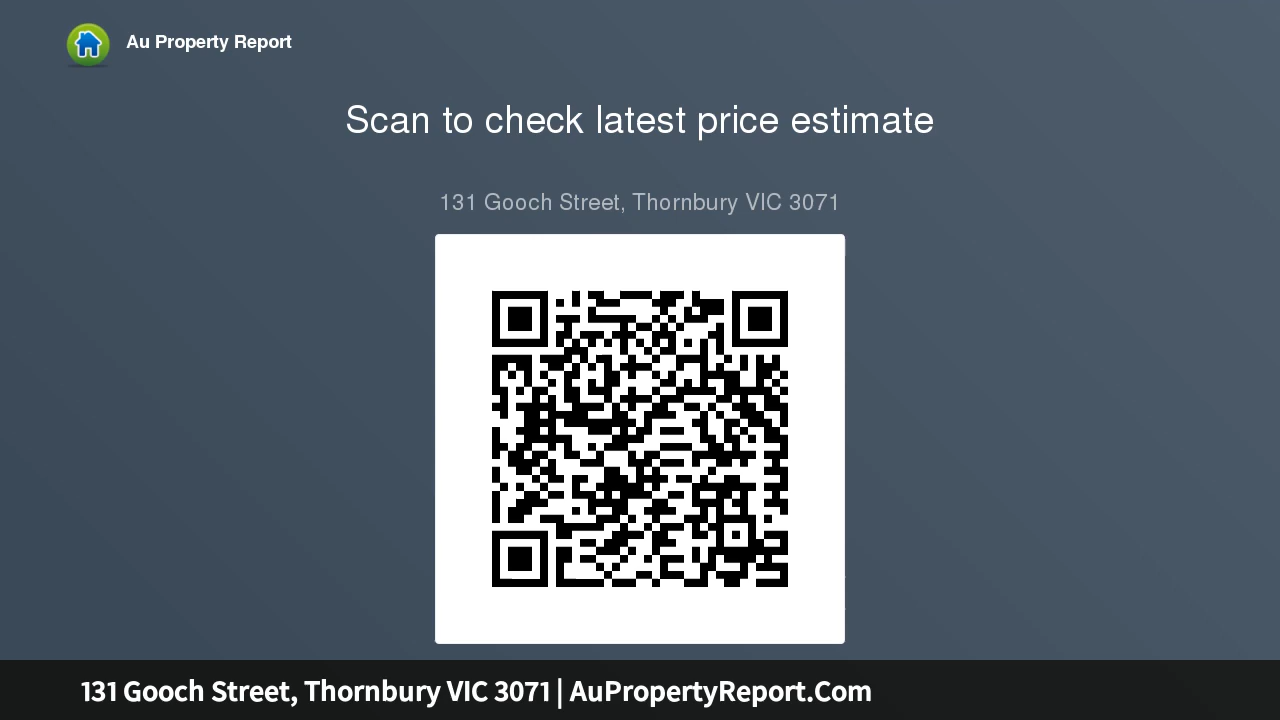 Au Property Report
Scan to check latest price estimate
131 Gooch Street, Thornbury VIC 3071
131 Gooch Street, Thornbury VIC 3071 | AuPropertyReport.Com